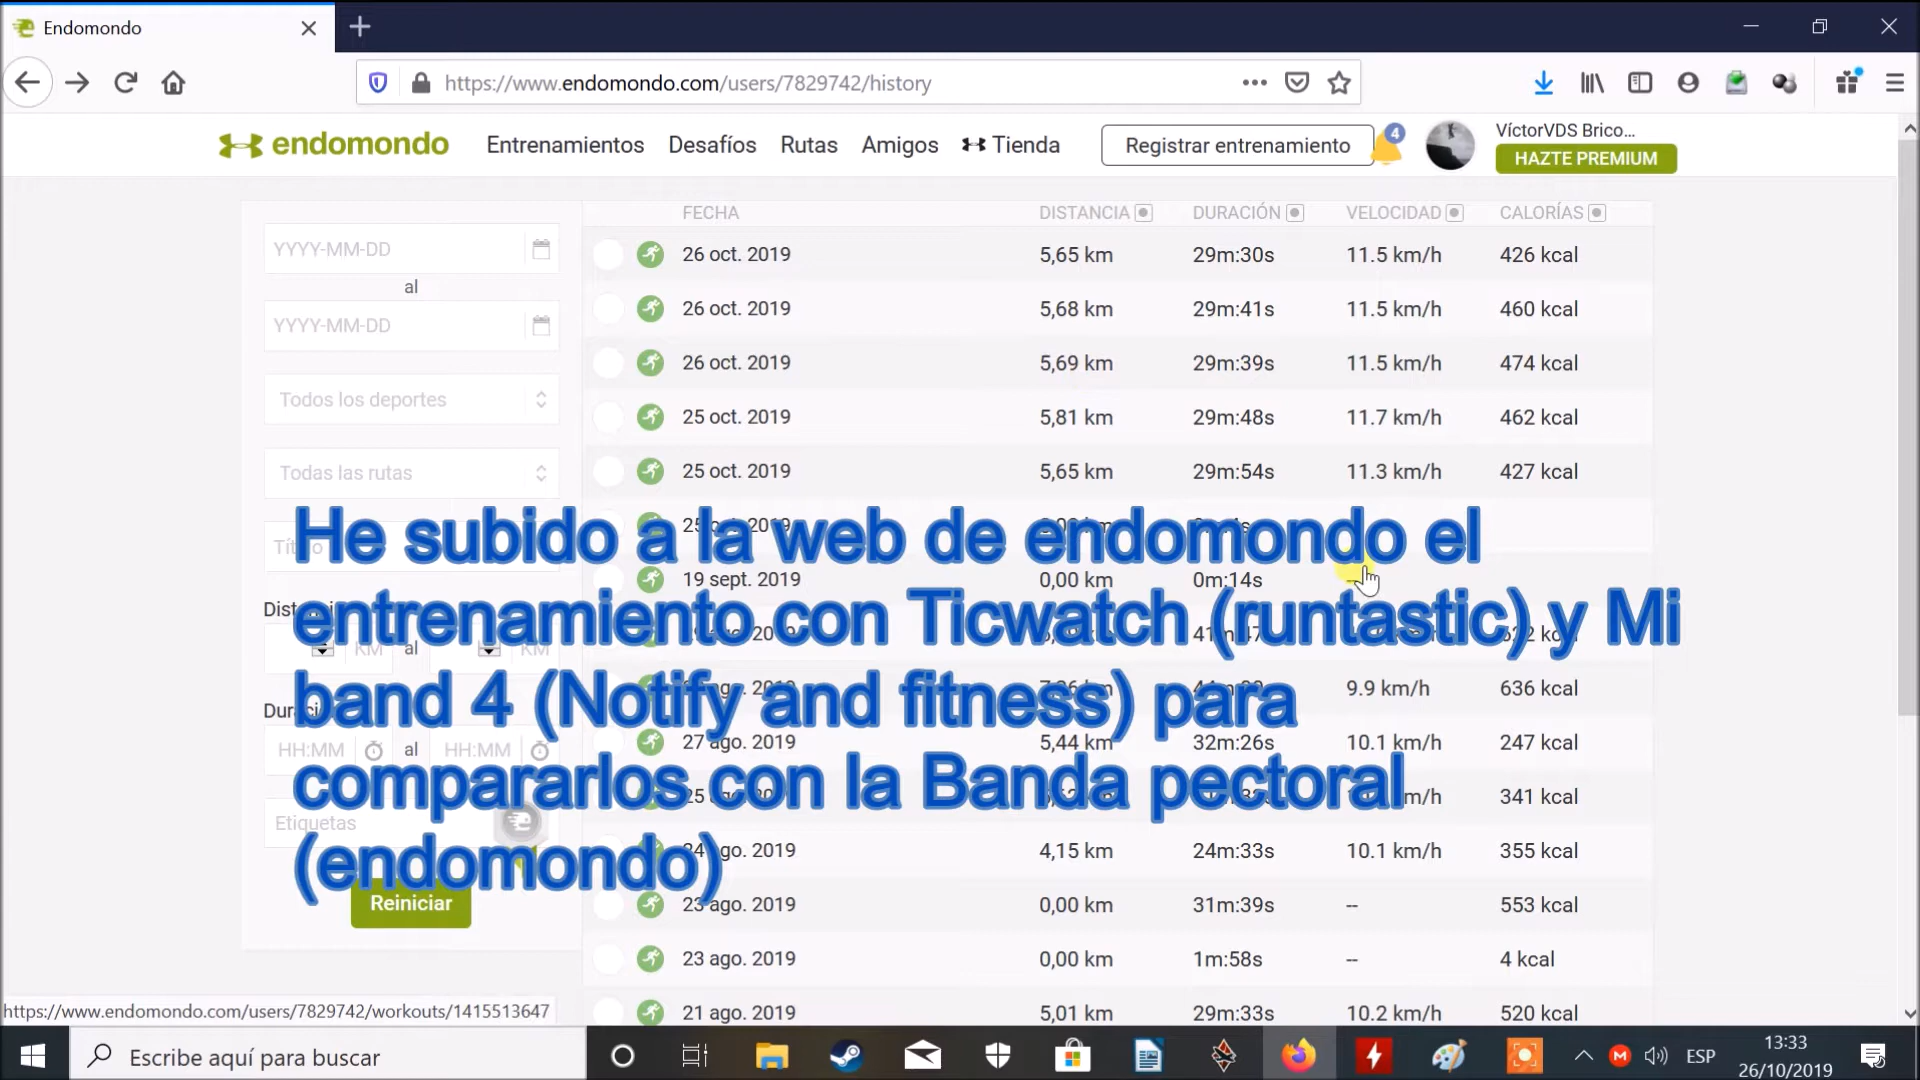 Endomondo
https://www.endomondo.com/users/7829742/history
endomondo Entrenamientos Desafíos Rutas Amigos Tienda Registrar entrenamiento 4 VíctorVDS Brico...
HAZTE PREMIUM
FECHA DISTANCIA DURACIÓN VELOCIDAD CALORÍAS
YYYY-MM-DD
al
YYYY-MM-DD
Todos los deportes
Todas las rutas
KM al KM
HH:MM al HH:MM
Etiquetas
Reiniciar
26 oct. 2019 5,65 km 29m:30s 11.5 km/h 426 kcal
26 oct. 2019 5,68 km 29m:41s 11.5 km/h 460 kcal
26 oct. 2019 5,69 km 29m:39s 11.5 km/h 474 kcal
25 oct. 2019 5,81 km 29m:48s 11.7 km/h 462 kcal
25 oct. 2019 5,65 km 29m:54s 11.3 km/h 427 kcal
25 oct. 2019
19 sept. 2019 0,00 km 0m:14s
9.9 km/h 636 kcal
27 ago. 2019 5,44 km 32m:26s 10.1 km/h 247 kcal
341 kcal
24 ago. 2019 4,15 km 24m:33s 10.1 km/h 355 kcal
23 ago. 2019 0,00 km 31m:39s -- 553 kcal
23 ago. 2019 0,00 km 1m:58s -- 4 kcal
21 ago. 2019 5,01 km 29m:33s 10.2 km/h 520 kcal
He subido a la web de endomondo el
entrenamiento con Ticwatch (runtastic) y Mi
band 4 (Notify and fitness) para
compararlos con la Banda pectoral
(endomondo)
https://www.endomondo.com/users/7829742/workouts/1415513647
Escribe aquí para buscar
ESP
13:33
26/10/2019